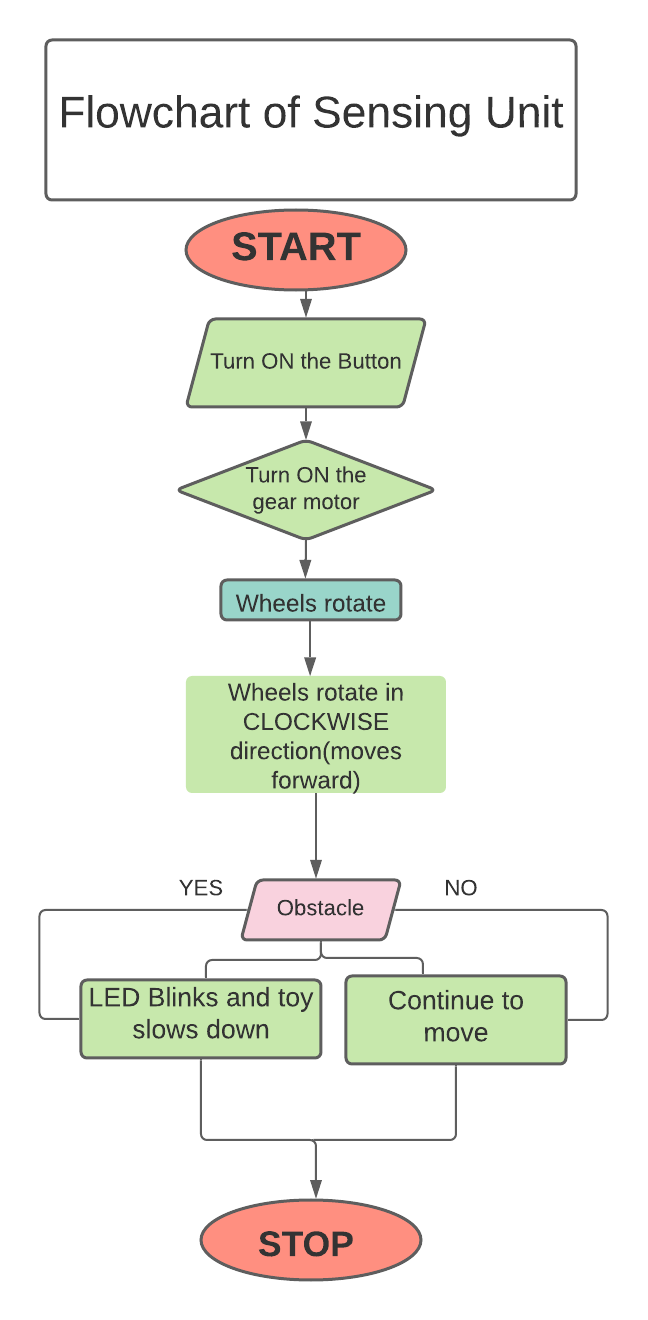 Flowchart of Sensing Unit
START
Turn ON the Button
Turn ON the
gear motor
Wheels rotate
Wheels rotate in
CLOCKWISE
direction(moves
forward)
YES
NO
Obstacle
LED Blinks and toy
slows down
Continue to
move
STOP